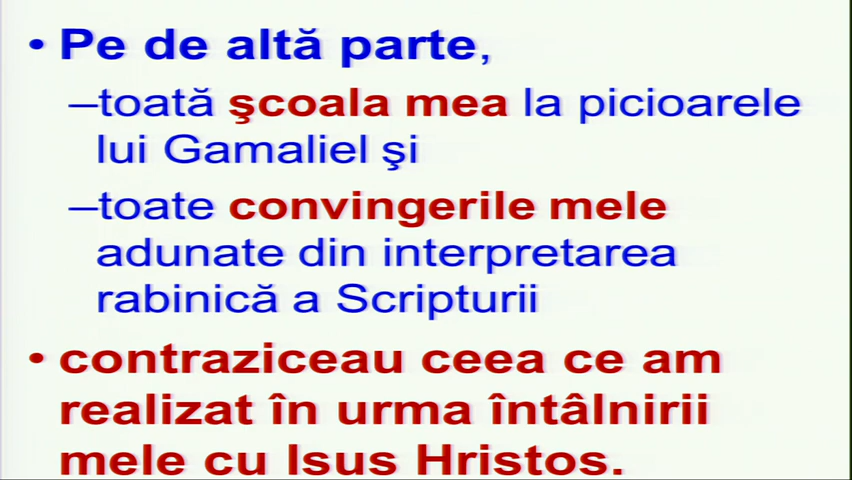 • Pe de altă parte,
–toată şcoala mea la picioarele
lui Gamaliel şi
–toate convingerile mele
adunate din interpretarea
rabinică a Scripturii
• contraziceau ceea ce am
realizat în urma întâlnirii
mele cu Isus Hristos.